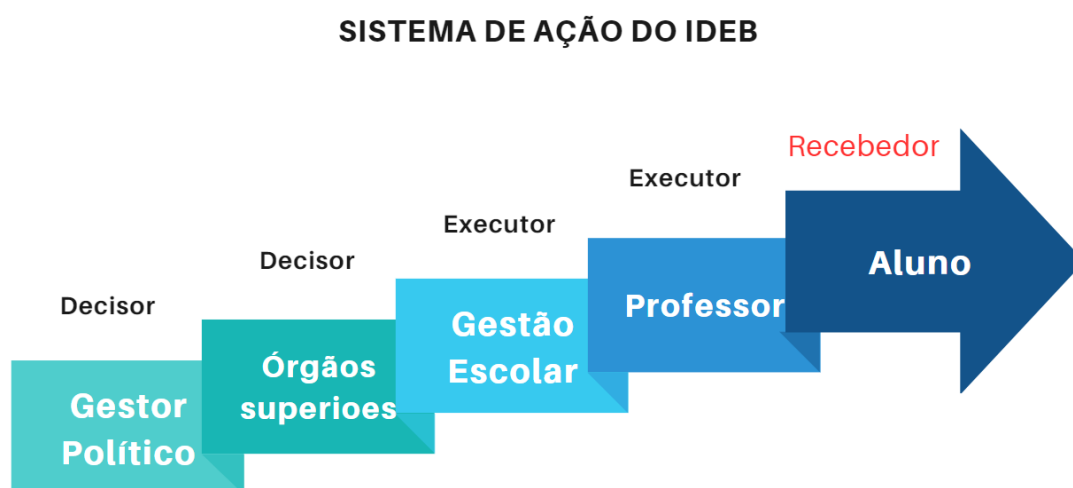 SISTEMA DE AÇÃO DO IDEB
Decisor
Gestor
Político
Decisor
Órgãos
superioes
Executor
Gestão
Escolar
Executor
Professor
Recebedor
Aluno